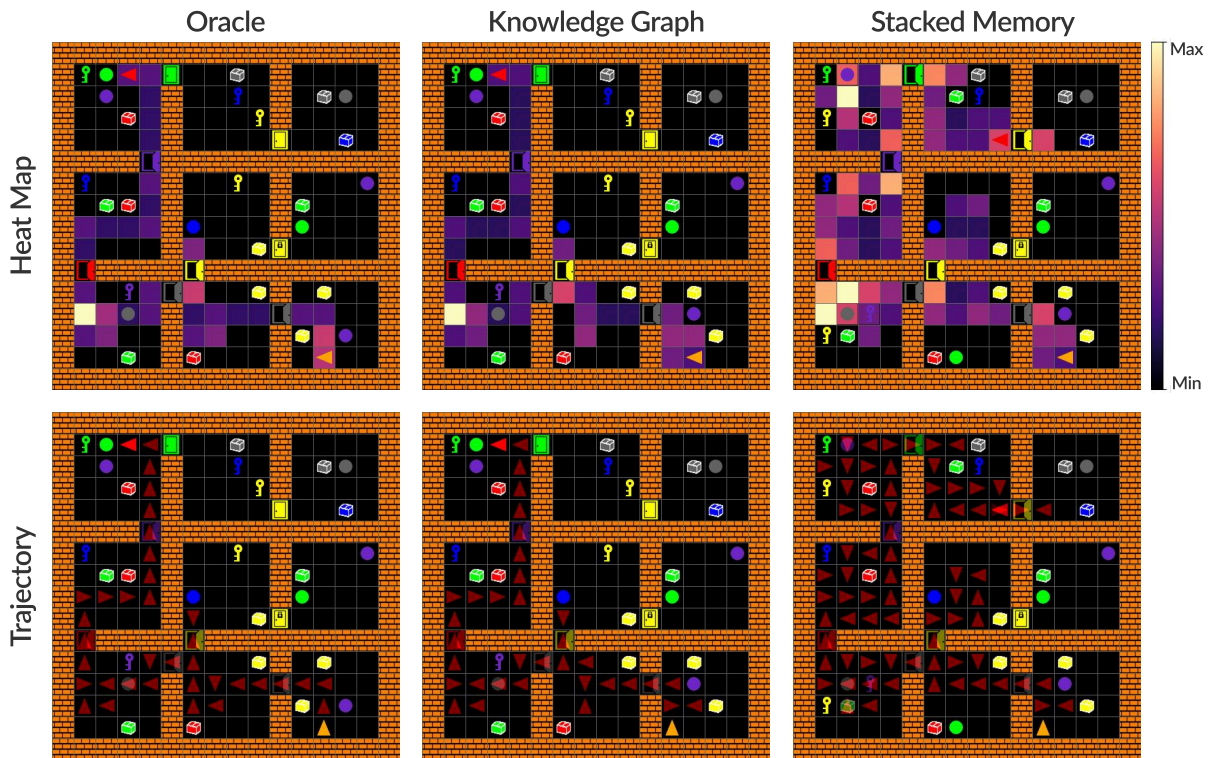 Oracle
Knowledge Graph
Stacked Memory
Heat Map
Max
Min
Trajectory